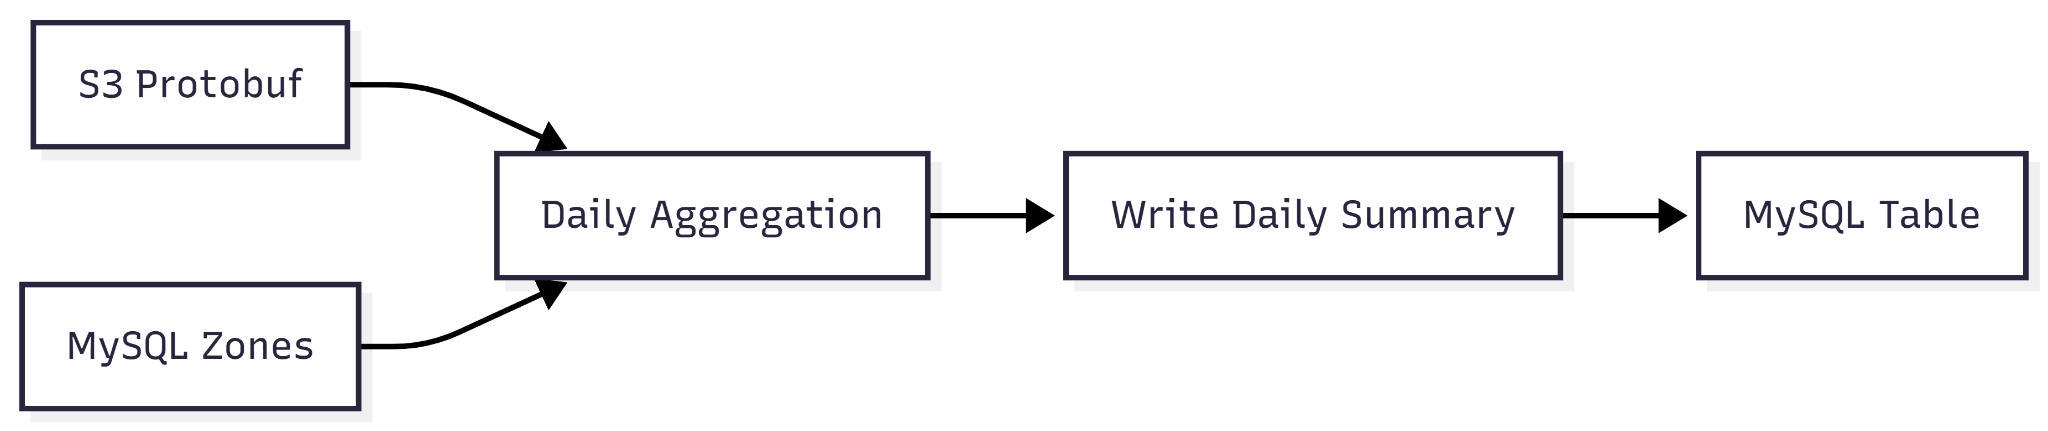 S3 Protobuf
MySQL Zones
Daily Aggregation
Write Daily Summary
MySQL Table